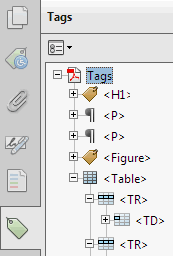 Tags
Tags
<H1>
<P>
<P>
<Figure>
<Table>
<TR>
<TD>
<TR>